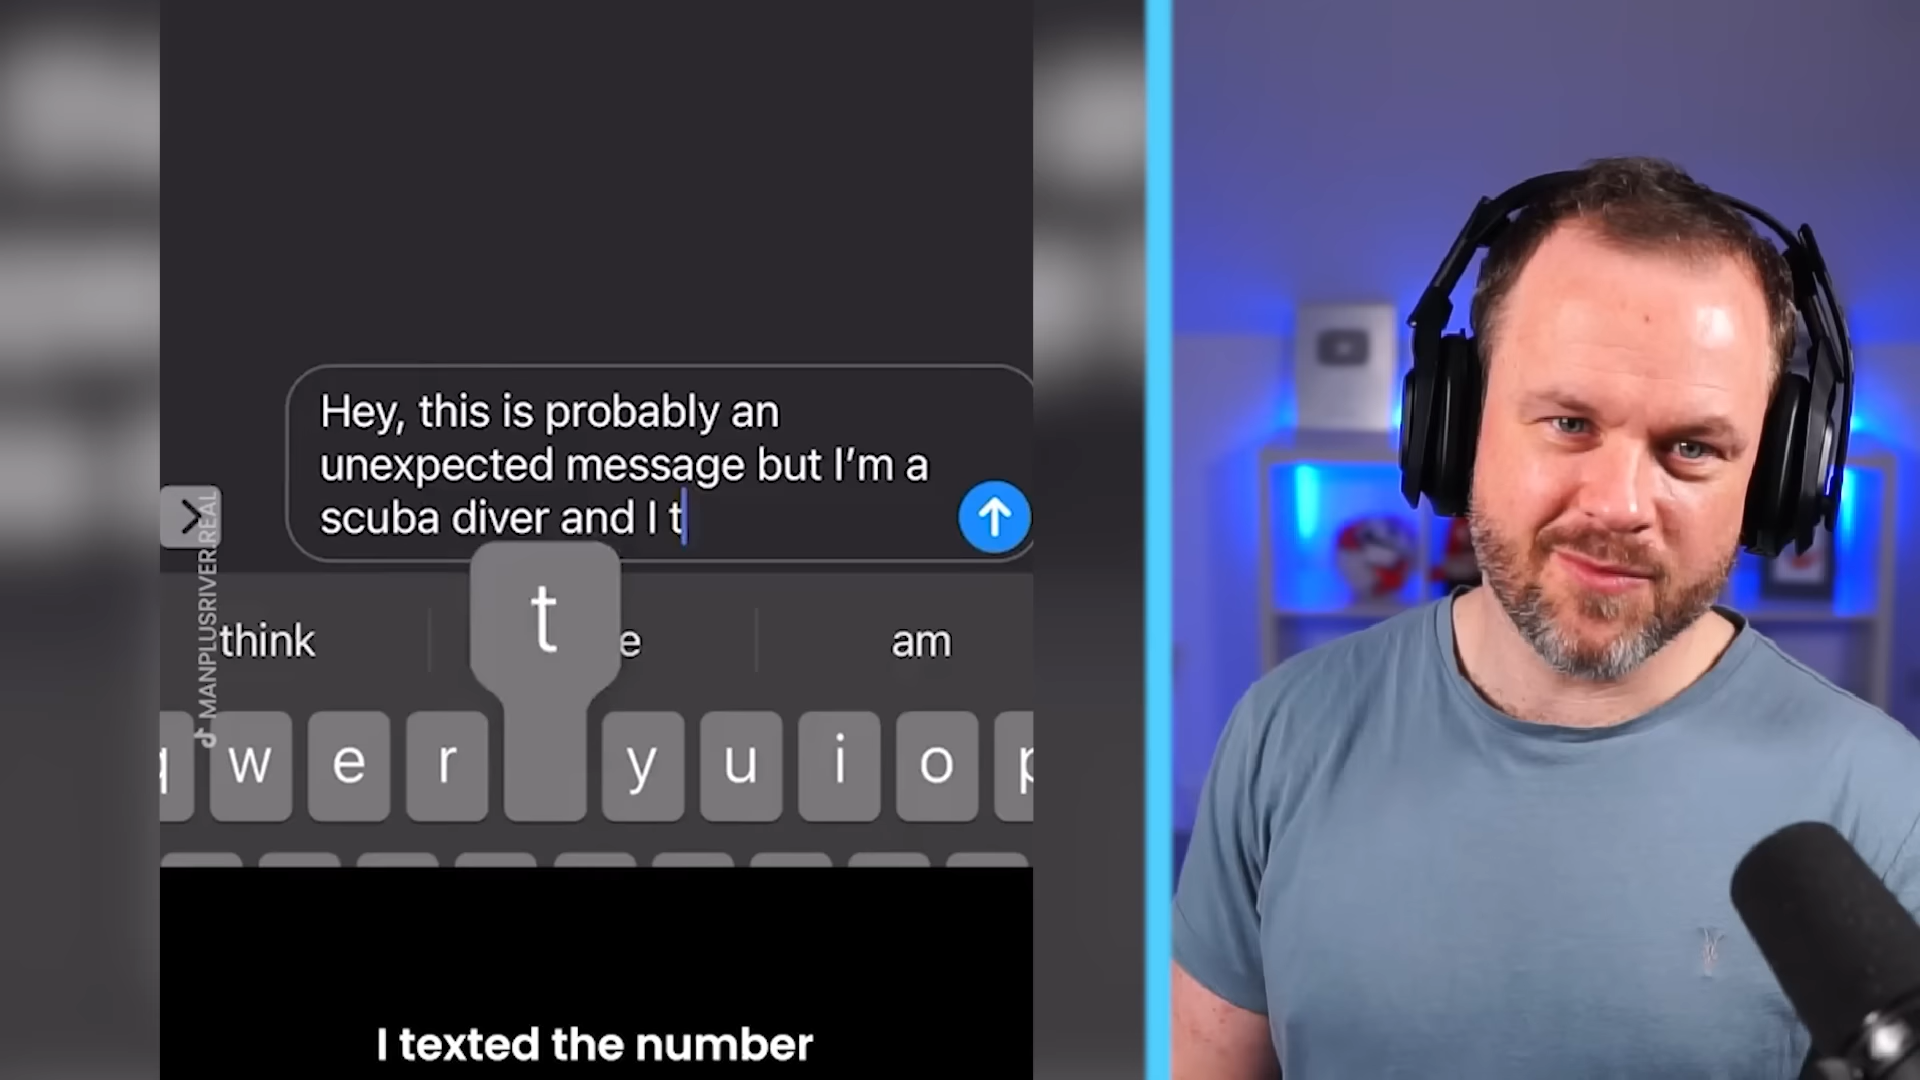 Hey, this is probably an
unexpected message but I'm a
scuba diver and I t
MANPLUSRIVER.REAL
think
t
e
am
q w e r y u i o p
I texted the number